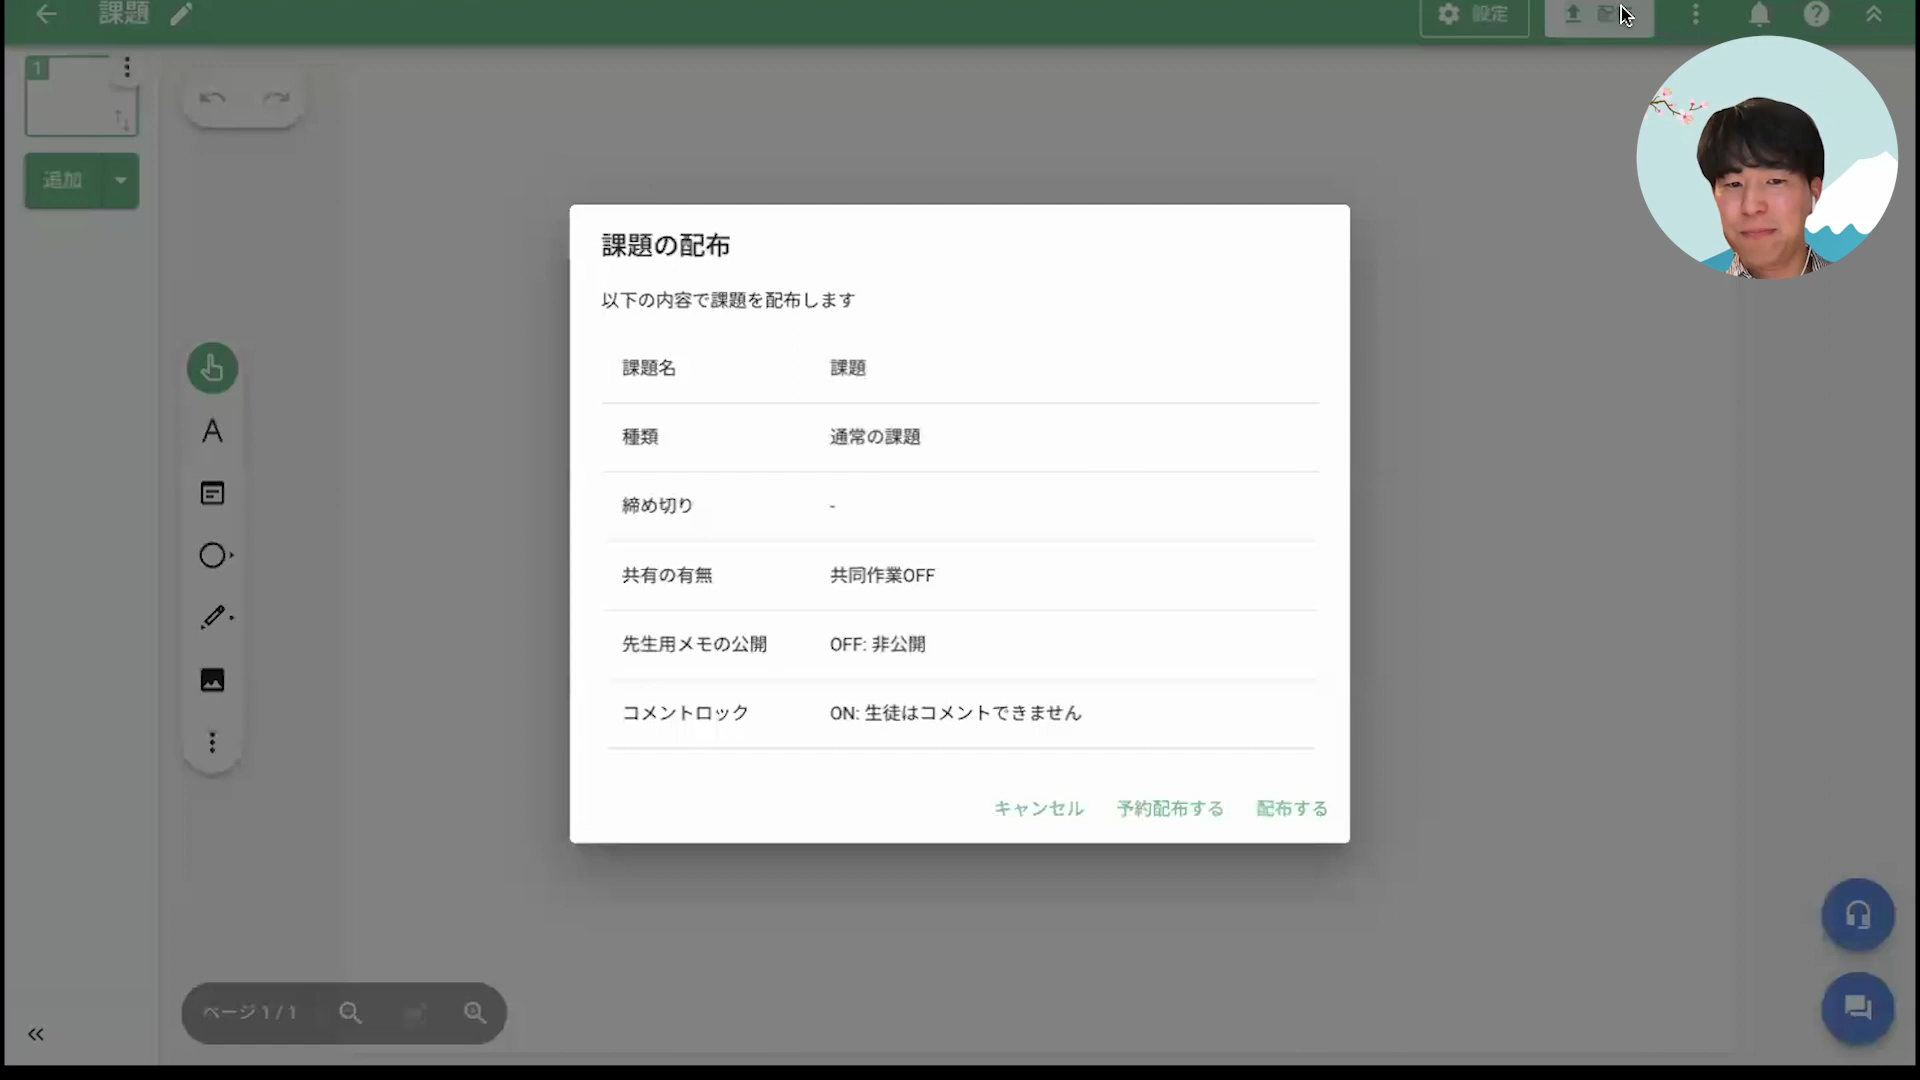 課題
設定
1
追加
課題の配布
以下の内容で課題を配布します
課題名 課題
種類 通常の課題
締め切り -
共有の有無 共同作業OFF
先生用メモの公開 OFF: 非公開
コメントロック ON: 生徒はコメントできません
キャンセル 予約配布する 配布する
ページ 1 / 1